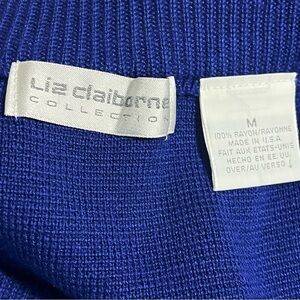 Liz claiborne
COLLECTION
M
100% RAYON/RAYONNE
MADE IN U.S.A.
FAIT AUX ETATS-UNIS
HECHO EN EE. UU.
OVER/AU VERSO ↓